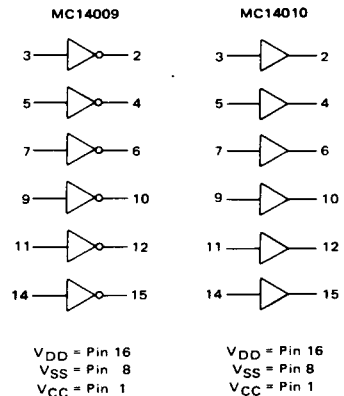 MC14009 MC14010
3 2 3 2
5 4 5 4
7 6 7 6
9 10 9 10
11 12 11 12
14 15 14 15
VDD = Pin 16 VDD = Pin 16
VSS = Pin 8 VSS = Pin 8
VCC = Pin 1 VCC = Pin 1